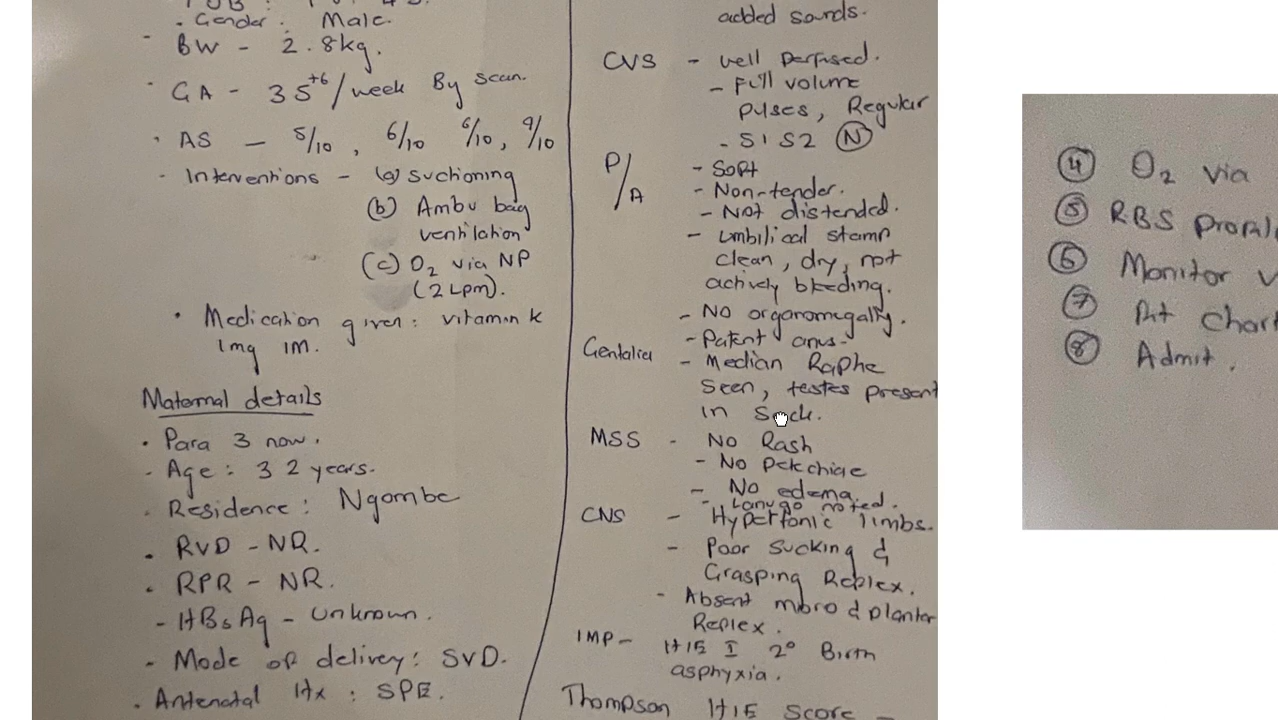 · Gender : Male.
BW - 2.8kg.
· GA - 35+6/week By scan.
· AS — 5/10, 6/10 6/10, 9/10
- Interventions - (a) suctioning
(b) Ambu bag
ventilation
(c) O2 via NP
(2 Lpm).
· Medication given: vitamin k
1mg IM.
Maternal details
· Para 3 now.
- Age : 32 years.
· Residence : Ngombe
· RVD - NR.
· RPR - NR.
- HBsAg - Unknown.
- Mode of delivery: SVD.
· Antenatal Hx : SPE.
added sounds.
CVS - well perfused.
- Full volume
pulses, Regular
- S1 S2 (N)
P/A - Soft
- Non-tender.
- Not distended.
- umbilical stamp
clean, dry, not
actively bleeding.
- No organomegally.
- Patent anus-
Gentalia - Median Raphe
seen, testes present
in Sack.
MSS - No Rash
- No petechiae
- No edema.
- Lanugo noted.
CNS - Hypertonic limbs.
- Poor sucking &
Grasping Reflex.
- Absent moro & planter
Reflex.
IMP - HIE I 2° Birth
asphyxia.
Thompson HIE Score -
④ O2 via
⑤ RBS
⑥ Monitor
⑦
⑧ Admit.